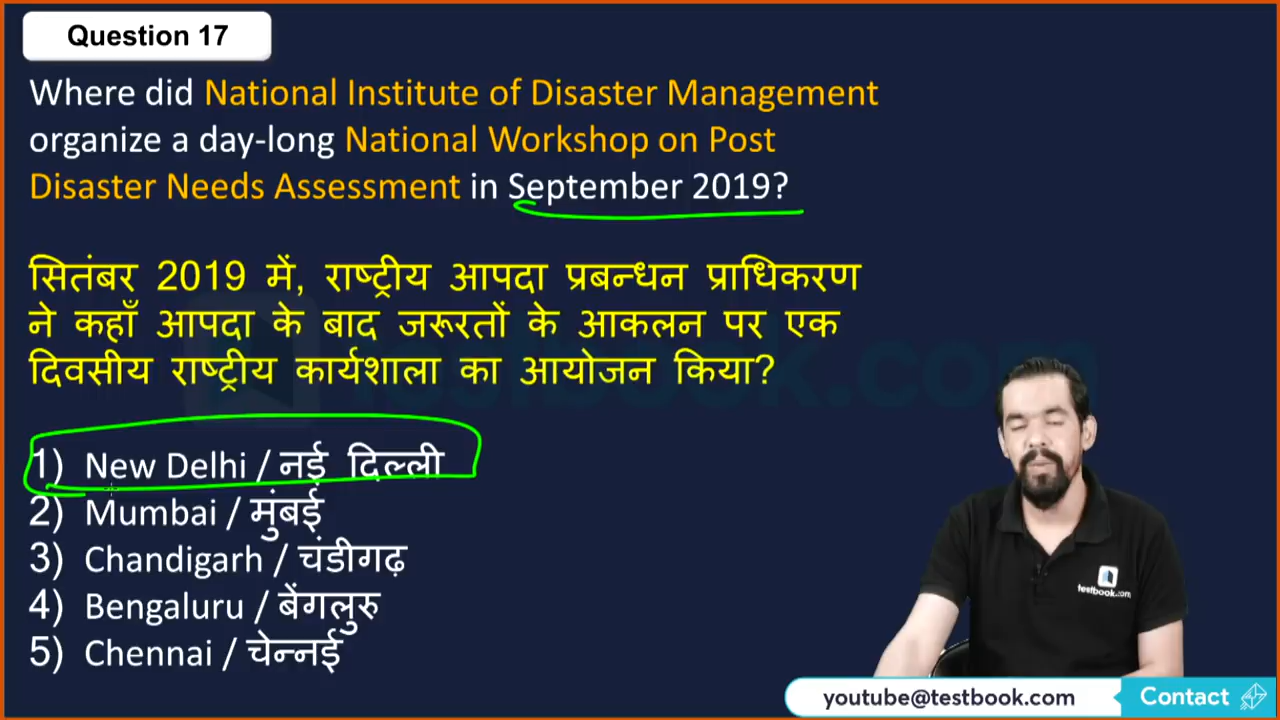 Question 17
Where did National Institute of Disaster Management
organize a day-long National Workshop on Post
Disaster Needs Assessment in September 2019?
सितंबर 2019 में, राष्ट्रीय आपदा प्रबन्धन प्राधिकरण
ने कहाँ आपदा के बाद जरूरतों के आकलन पर एक
दिवसीय राष्ट्रीय कार्यशाला का आयोजन किया?
1) New Delhi / नई दिल्ली
2) Mumbai / मुंबई
3) Chandigarh / चंडीगढ़
4) Bengaluru / बेंगलुरु
5) Chennai / चेन्नई
testbook.com
testbook.com
youtube@testbook.com
Contact